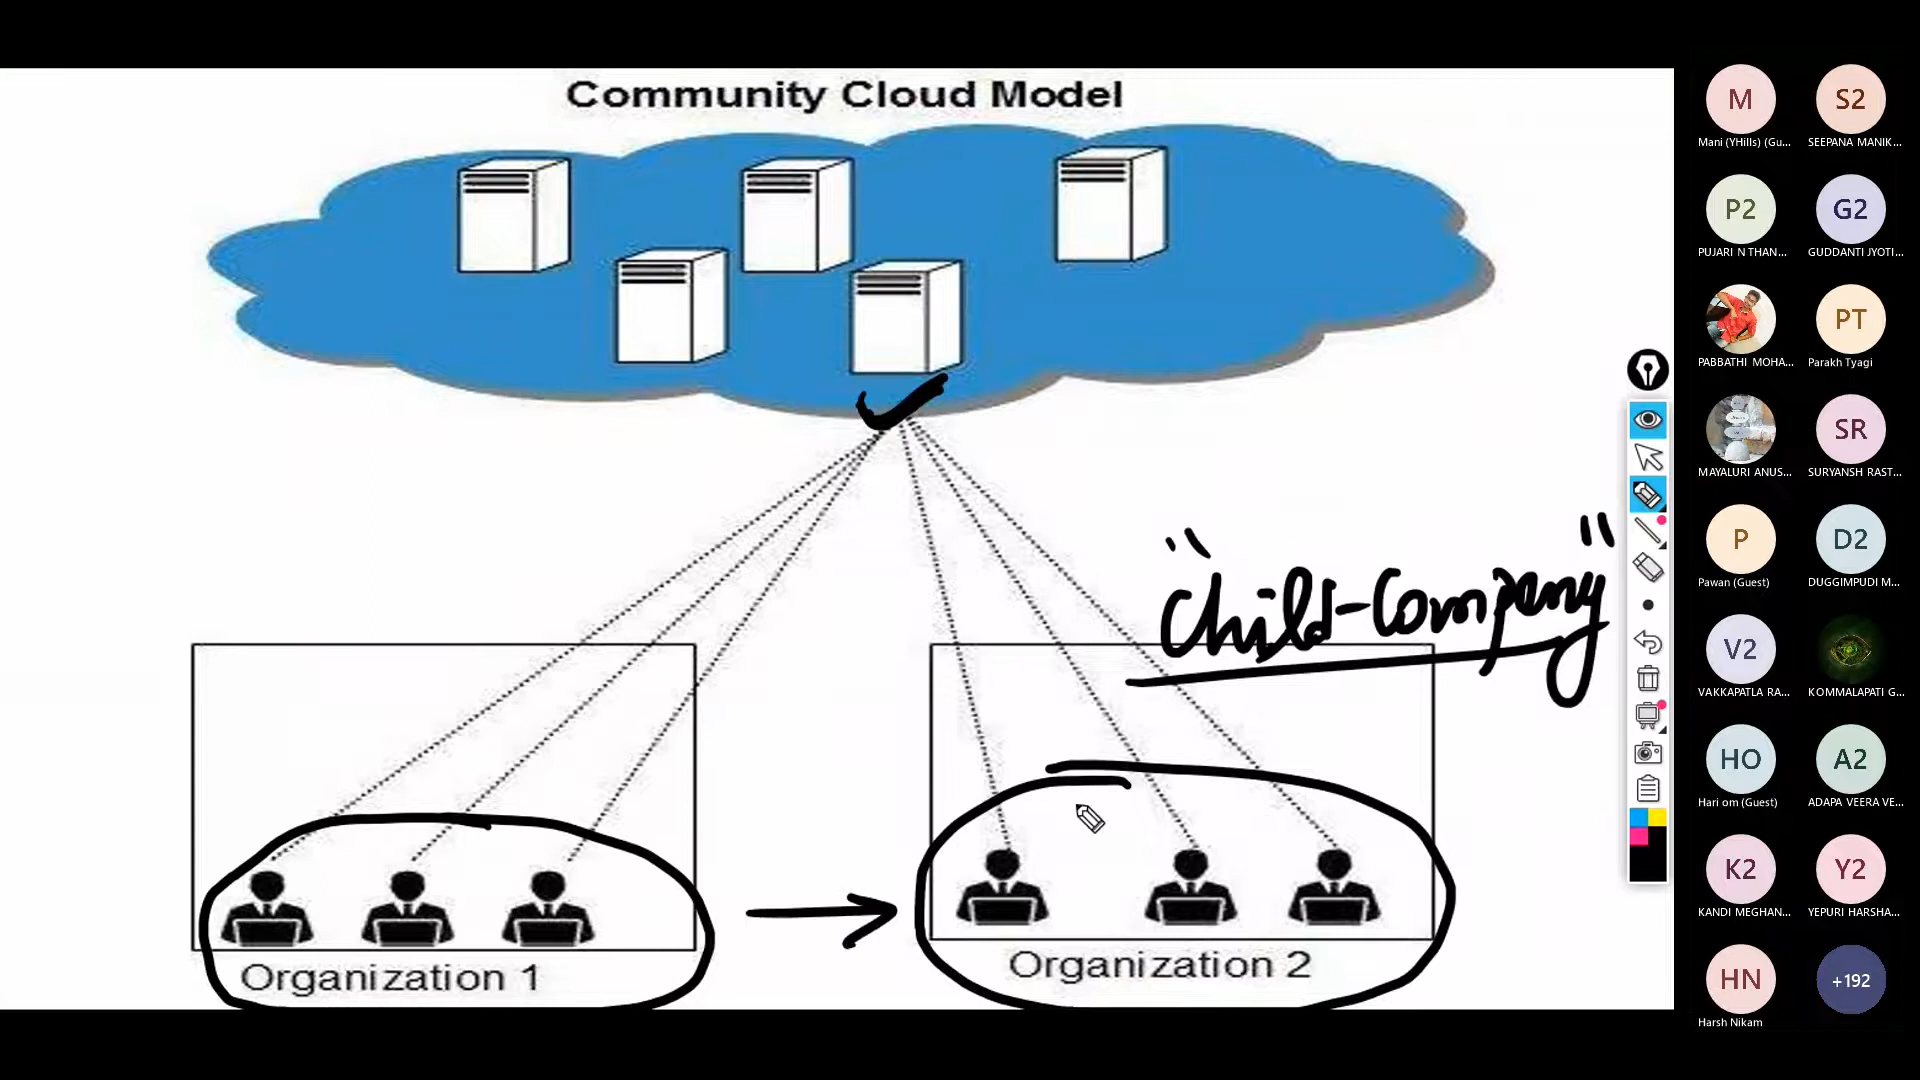 Community Cloud Model
"Child-Company"
Organization 1
Organization 2
M
Mani (YHills) (Gu...
S2
SEEPANA MANIK...
P2
PUJARI N THAN...
G2
GUDDANTI JYOTI...
PABBATHI MOHA...
PT
Parakh Tyagi
MAYALURI ANUS...
SR
SURYANSH RAST...
P
Pawan (Guest)
D2
DUGGIMPUDI M...
V2
VAKKAPATLA RA...
KOMMALAPATI G...
HO
Hari om (Guest)
A2
ADAPA VEERA VE...
K2
KANDI MEGHAN...
Y2
YEPURI HARSHA...
HN
Harsh Nikam
+192